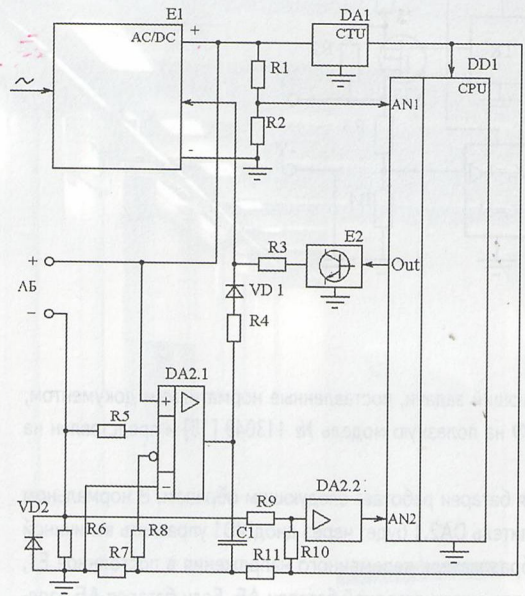 E1
AC/DC
+
-
~
R1
R2
DA1
CTU
DD1
CPU
AN1
E2
R3
Out
+
АБ
−
VD 1
R4
DA2.1
+
-
R5
VD2
R6
R7
R8
R9
DA2.2
AN2
C1
R10
R11